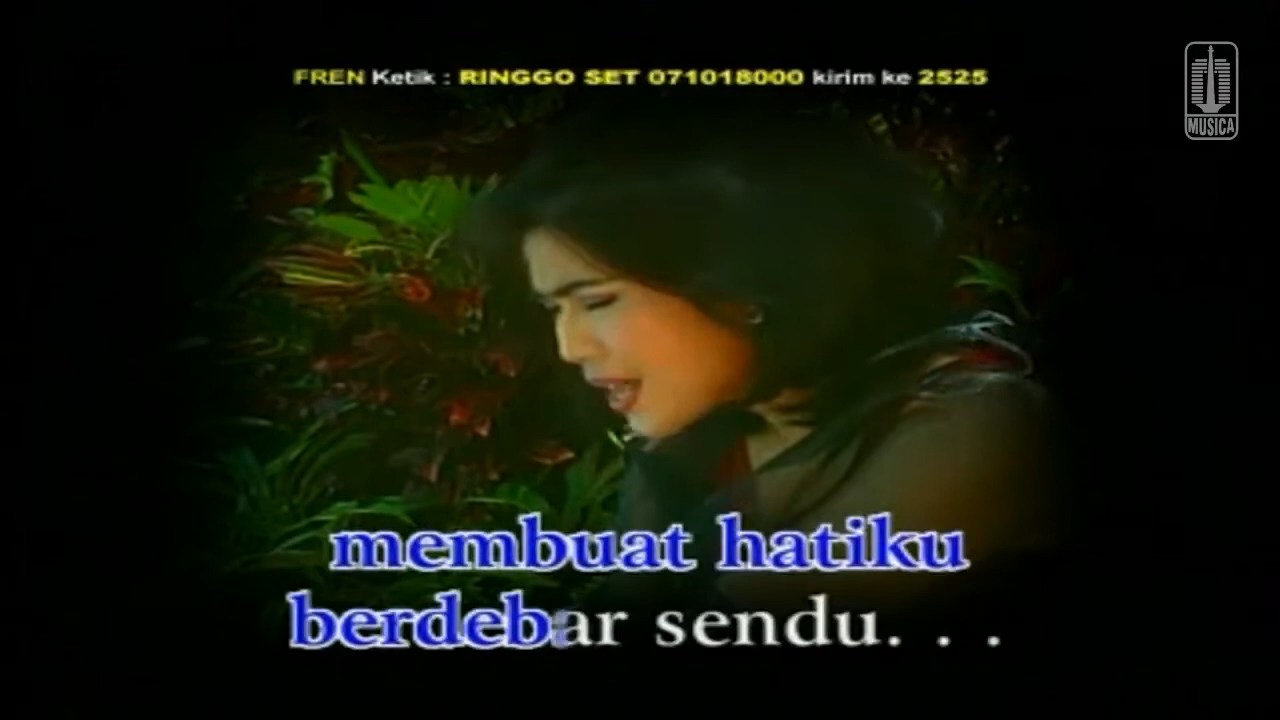 FREN Ketik : RINGGO SET 071018000 kirim ke 2525
MUSICA
membuat hatiku
berdebar sendu. . .